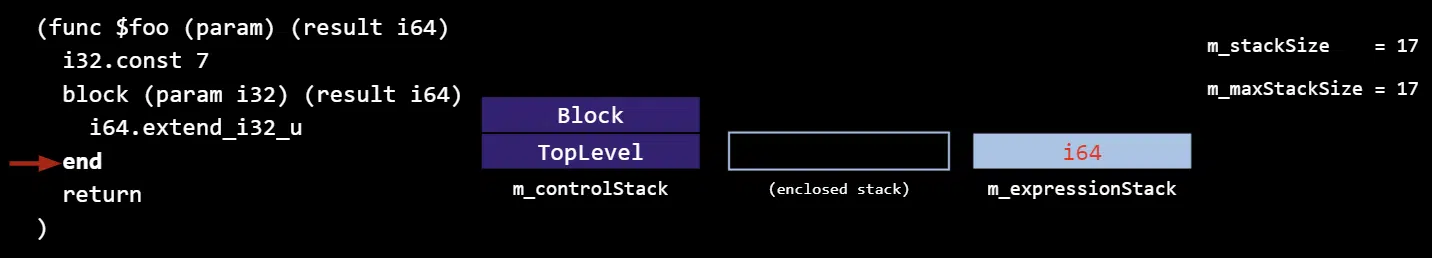 (func $foo (param) (result i64)
i32.const 7
block (param i32) (result i64)
i64.extend_i32_u
end
return
)
Block
TopLevel
m_controlStack
(enclosed stack)
i64
m_expressionStack
m_stackSize = 17
m_maxStackSize = 17